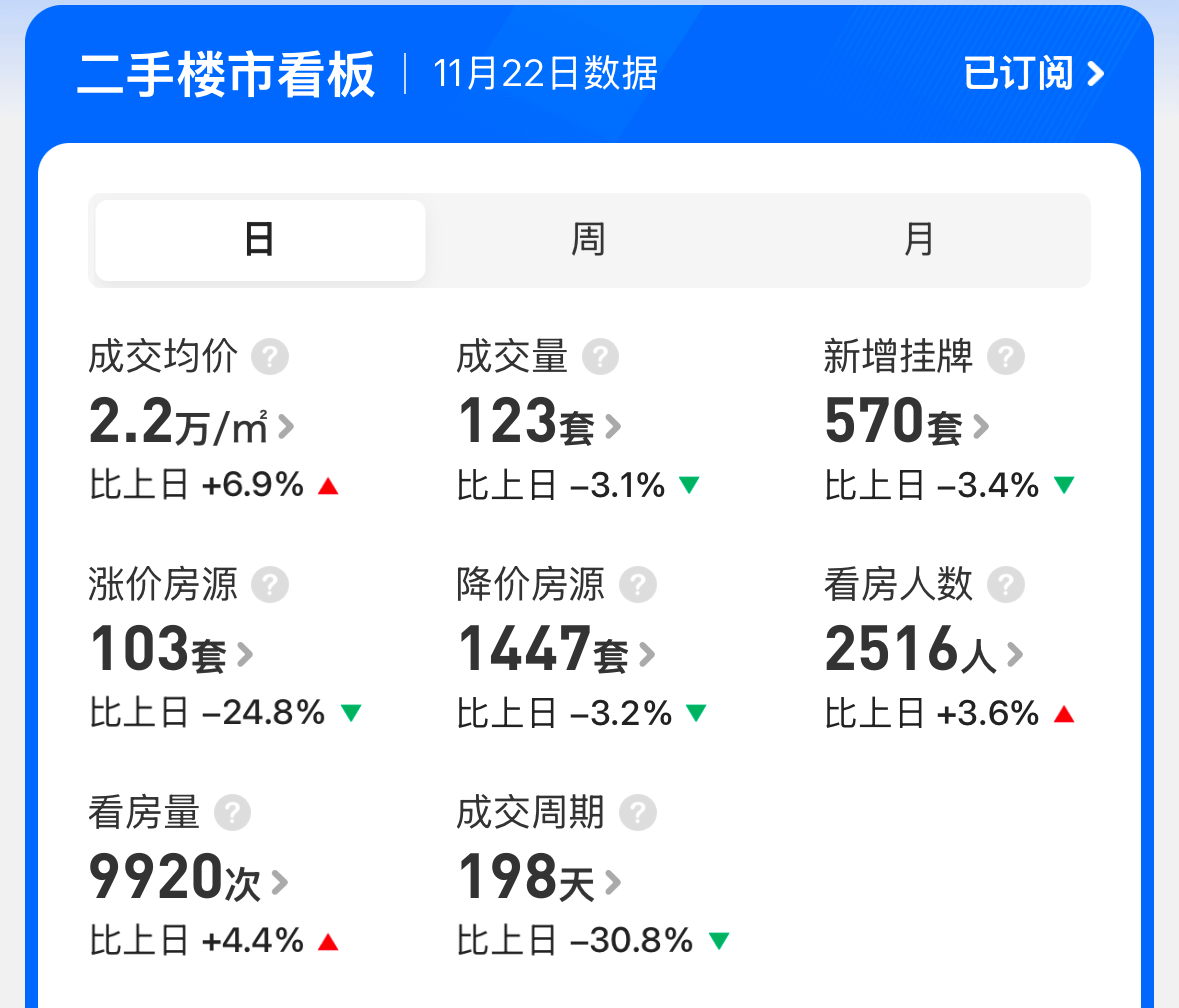 二手楼市看板 11月22日数据 已订阅
日 周 月
成交均价 成交量 新增挂牌
2.2万/㎡ 123套 570套
比上日 +6.9% 比上日 –3.1% 比上日 –3.4%
涨价房源 降价房源 看房人数
103套 1447套 2516人
比上日 –24.8% 比上日 –3.2% 比上日 +3.6%
看房量 成交周期
9920次 198天
比上日 +4.4% 比上日 –30.8%